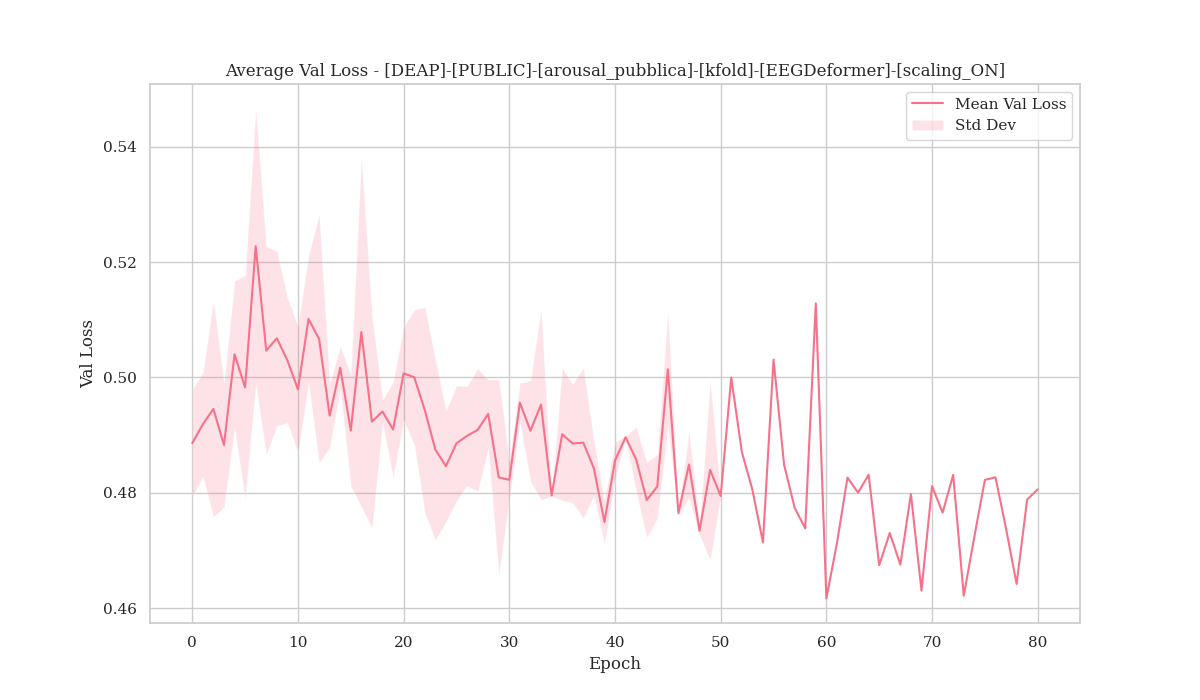 Average Val Loss - [DEAP]-[PUBLIC]-[arousal_pubblica]-[kfold]-[EEGDeformer]-[scaling_ON]
Mean Val Loss
Std Dev
0.54
0.52
0.50
0.48
0.46
Val Loss
0 10 20 30 40 50 60 70 80
Epoch